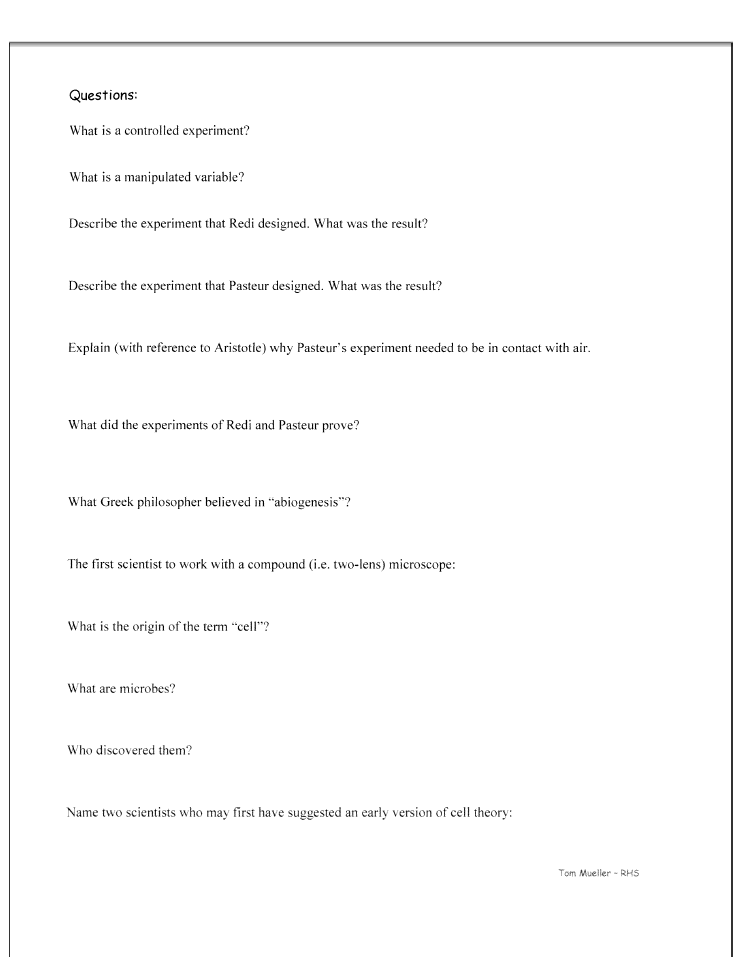 Questions:
What is a controlled experiment?
What is a manipulated variable?
Describe the experiment that Redi designed. What was the result?
Describe the experiment that Pasteur designed. What was the result?
Explain (with reference to Aristotle) why Pasteur's experiment needed to be in contact with air.
What did the experiments of Redi and Pasteur prove?
What Greek philosopher believed in “abiogenesis”?
The first scientist to work with a compound (i.e. two-lens) microscope:
What is the origin of the term “cell”?
What are microbes?
Who discovered them?
Name two scientists who may first have suggested an early version of cell theory:
Tom Mueller - RHS